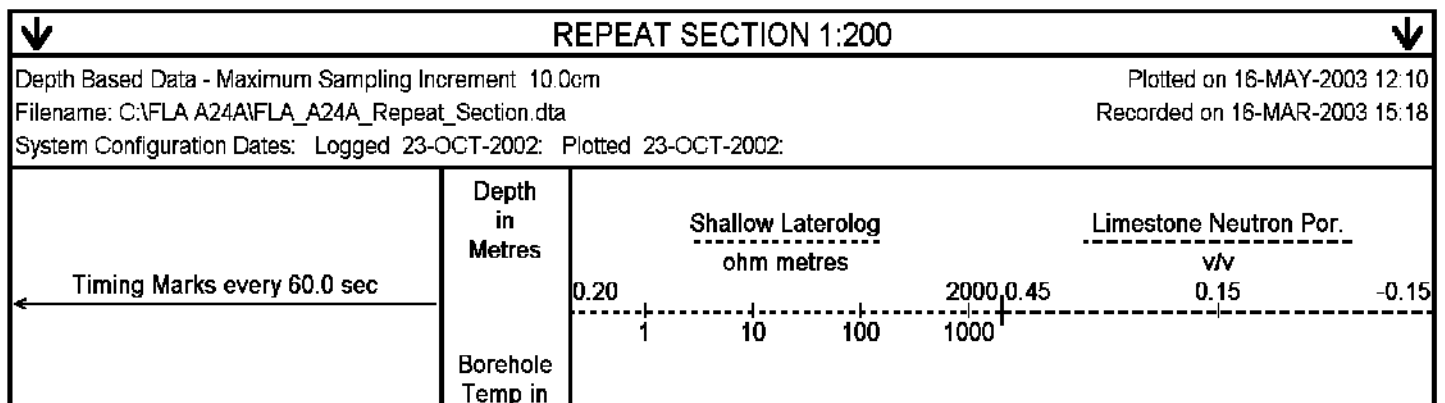 REPEAT SECTION 1:200
Depth Based Data - Maximum Sampling Increment 10.0cm
Plotted on 16-MAY-2003 12:10
Filename: C:\FLA A24A\FLA_A24A_Repeat_Section.dta
Recorded on 16-MAR-2003 15:18
System Configuration Dates: Logged 23-OCT-2002: Plotted 23-OCT-2002:
Timing Marks every 60.0 sec
Depth
in
Metres
Borehole
Temp in
Shallow Laterolog
ohm metres
0.20 2000
1 10 100 1000
Limestone Neutron Por.
v/v
0.45 0.15 -0.15